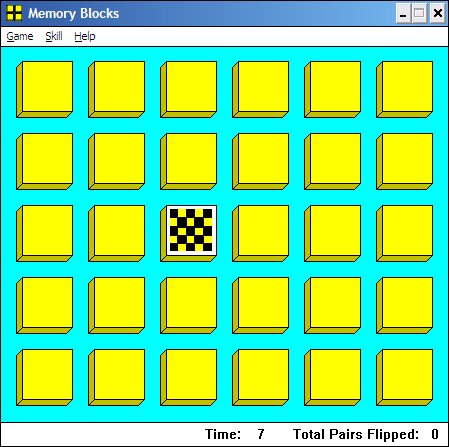 Memory Blocks
Game Skill Help
Time: 7 Total Pairs Flipped: 0